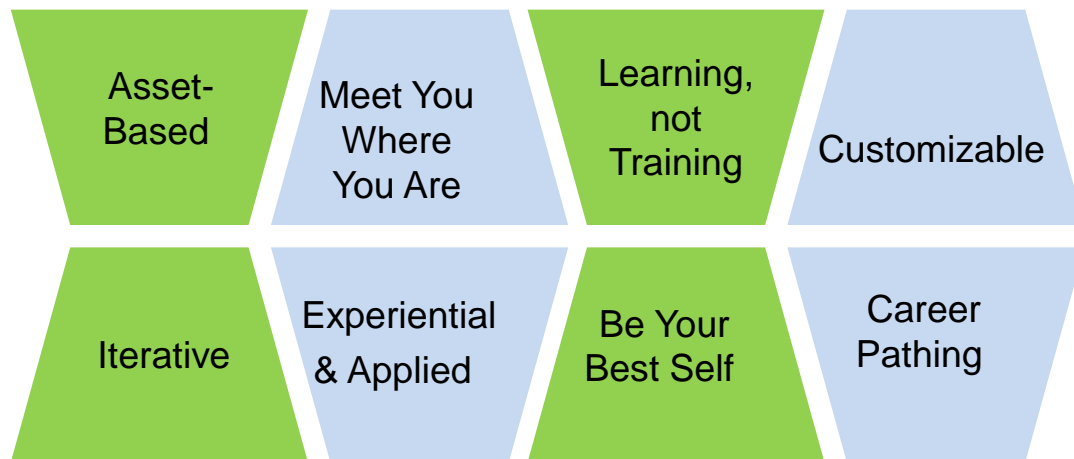 Asset-
Based
Meet You
Where
You Are
Learning,
not
Training
Customizable
Iterative
Experiential
& Applied
Be Your
Best Self
Career
Pathing